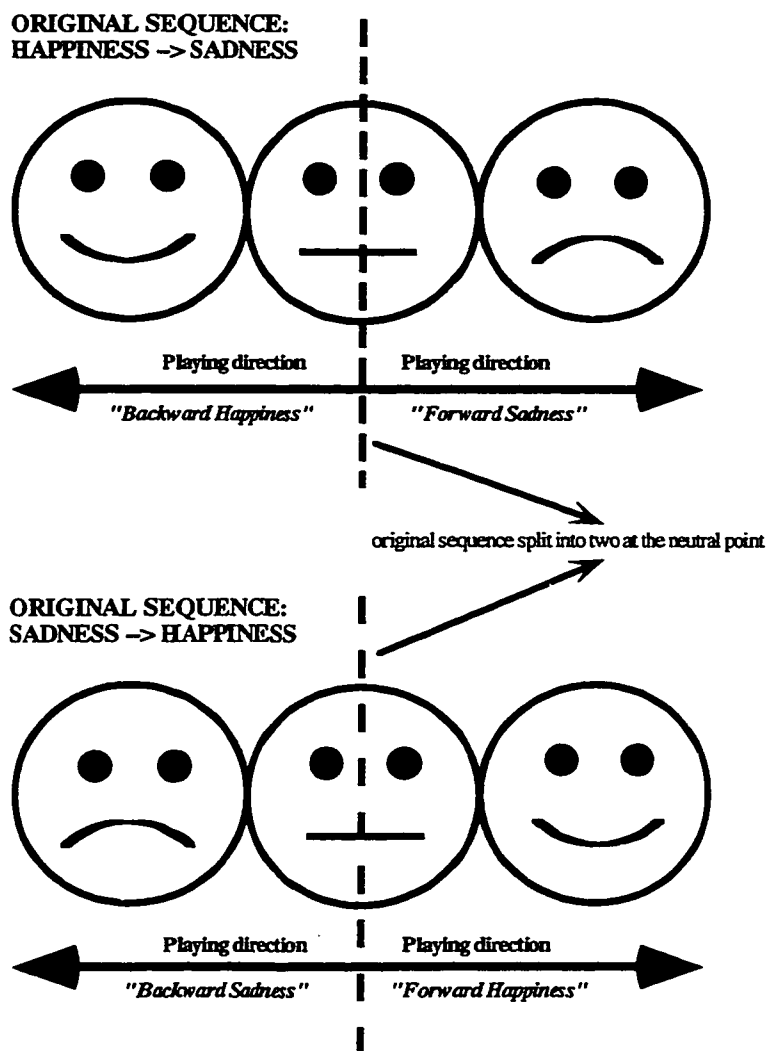 ORIGINAL SEQUENCE:
HAPPINESS –> SADNESS
Playing direction Playing direction
"Backward Happiness" "Forward Sadness"
original sequence split into two at the neutral point
ORIGINAL SEQUENCE:
SADNESS –> HAPPINESS
Playing direction Playing direction
"Backward Sadness" "Forward Happiness"